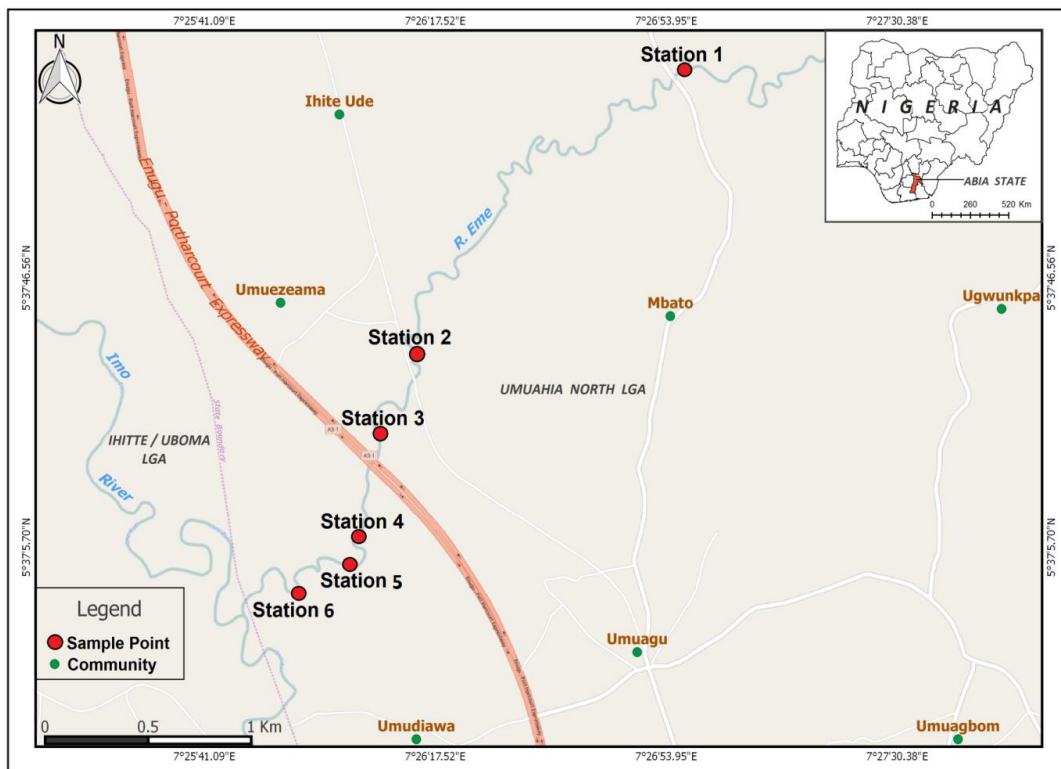 7°25'41.09"E 7°26'17.52"E 7°26'53.95"E 7°27'30.38"E
N
Station 1
Ihite Ude
NIGERIA
ABIA STATE
0 260 520 Km
Enugu - Portharcourt Expressway
R. Eme
5°37'46.56"N
5°37'46.56"N
Umuezeama
Mbato
Ugwunkpa
Station 2
Imo
UMUAHIA NORTH LGA
State Boundary
Station 3
A3-1
A3-1
IHITTE / UBOMA
LGA
River
Station 4
5°37'5.70"N
5°37'5.70"N
Station 5
Station 6
Legend
Sample Point
Community
Umuagu
0 0.5 1 Km
Umudiawa
Umuagbom
7°25'41.09"E 7°26'17.52"E 7°26'53.95"E 7°27'30.38"E